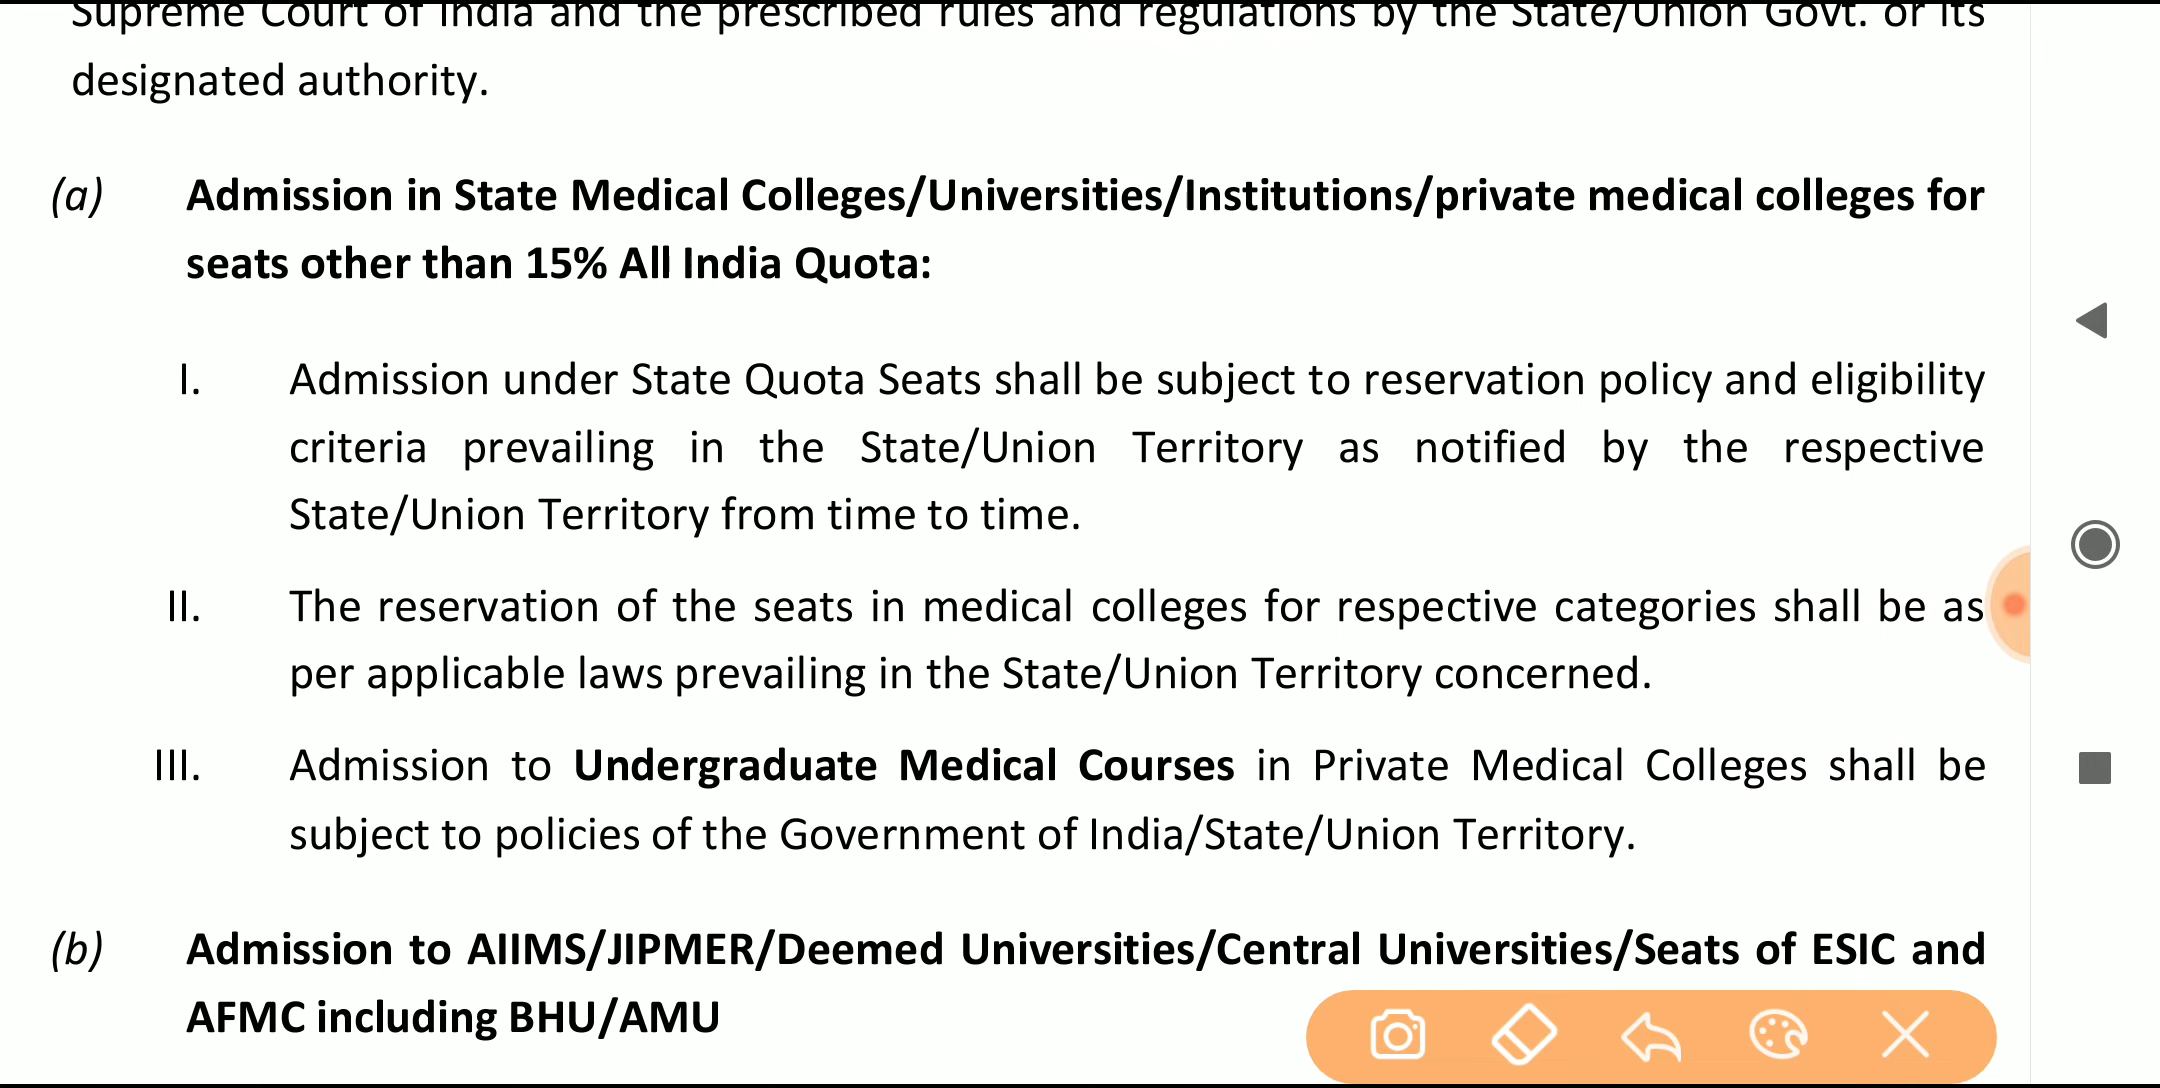 Supreme Court of India and the prescribed rules and regulations by the State/Union Govt. or its
designated authority.
(a) Admission in State Medical Colleges/Universities/Institutions/private medical colleges for
seats other than 15% All India Quota:
I. Admission under State Quota Seats shall be subject to reservation policy and eligibility
criteria prevailing in the State/Union Territory as notified by the respective
State/Union Territory from time to time.
II. The reservation of the seats in medical colleges for respective categories shall be as
per applicable laws prevailing in the State/Union Territory concerned.
III. Admission to Undergraduate Medical Courses in Private Medical Colleges shall be
subject to policies of the Government of India/State/Union Territory.
(b) Admission to AIIMS/JIPMER/Deemed Universities/Central Universities/Seats of ESIC and
AFMC including BHU/AMU